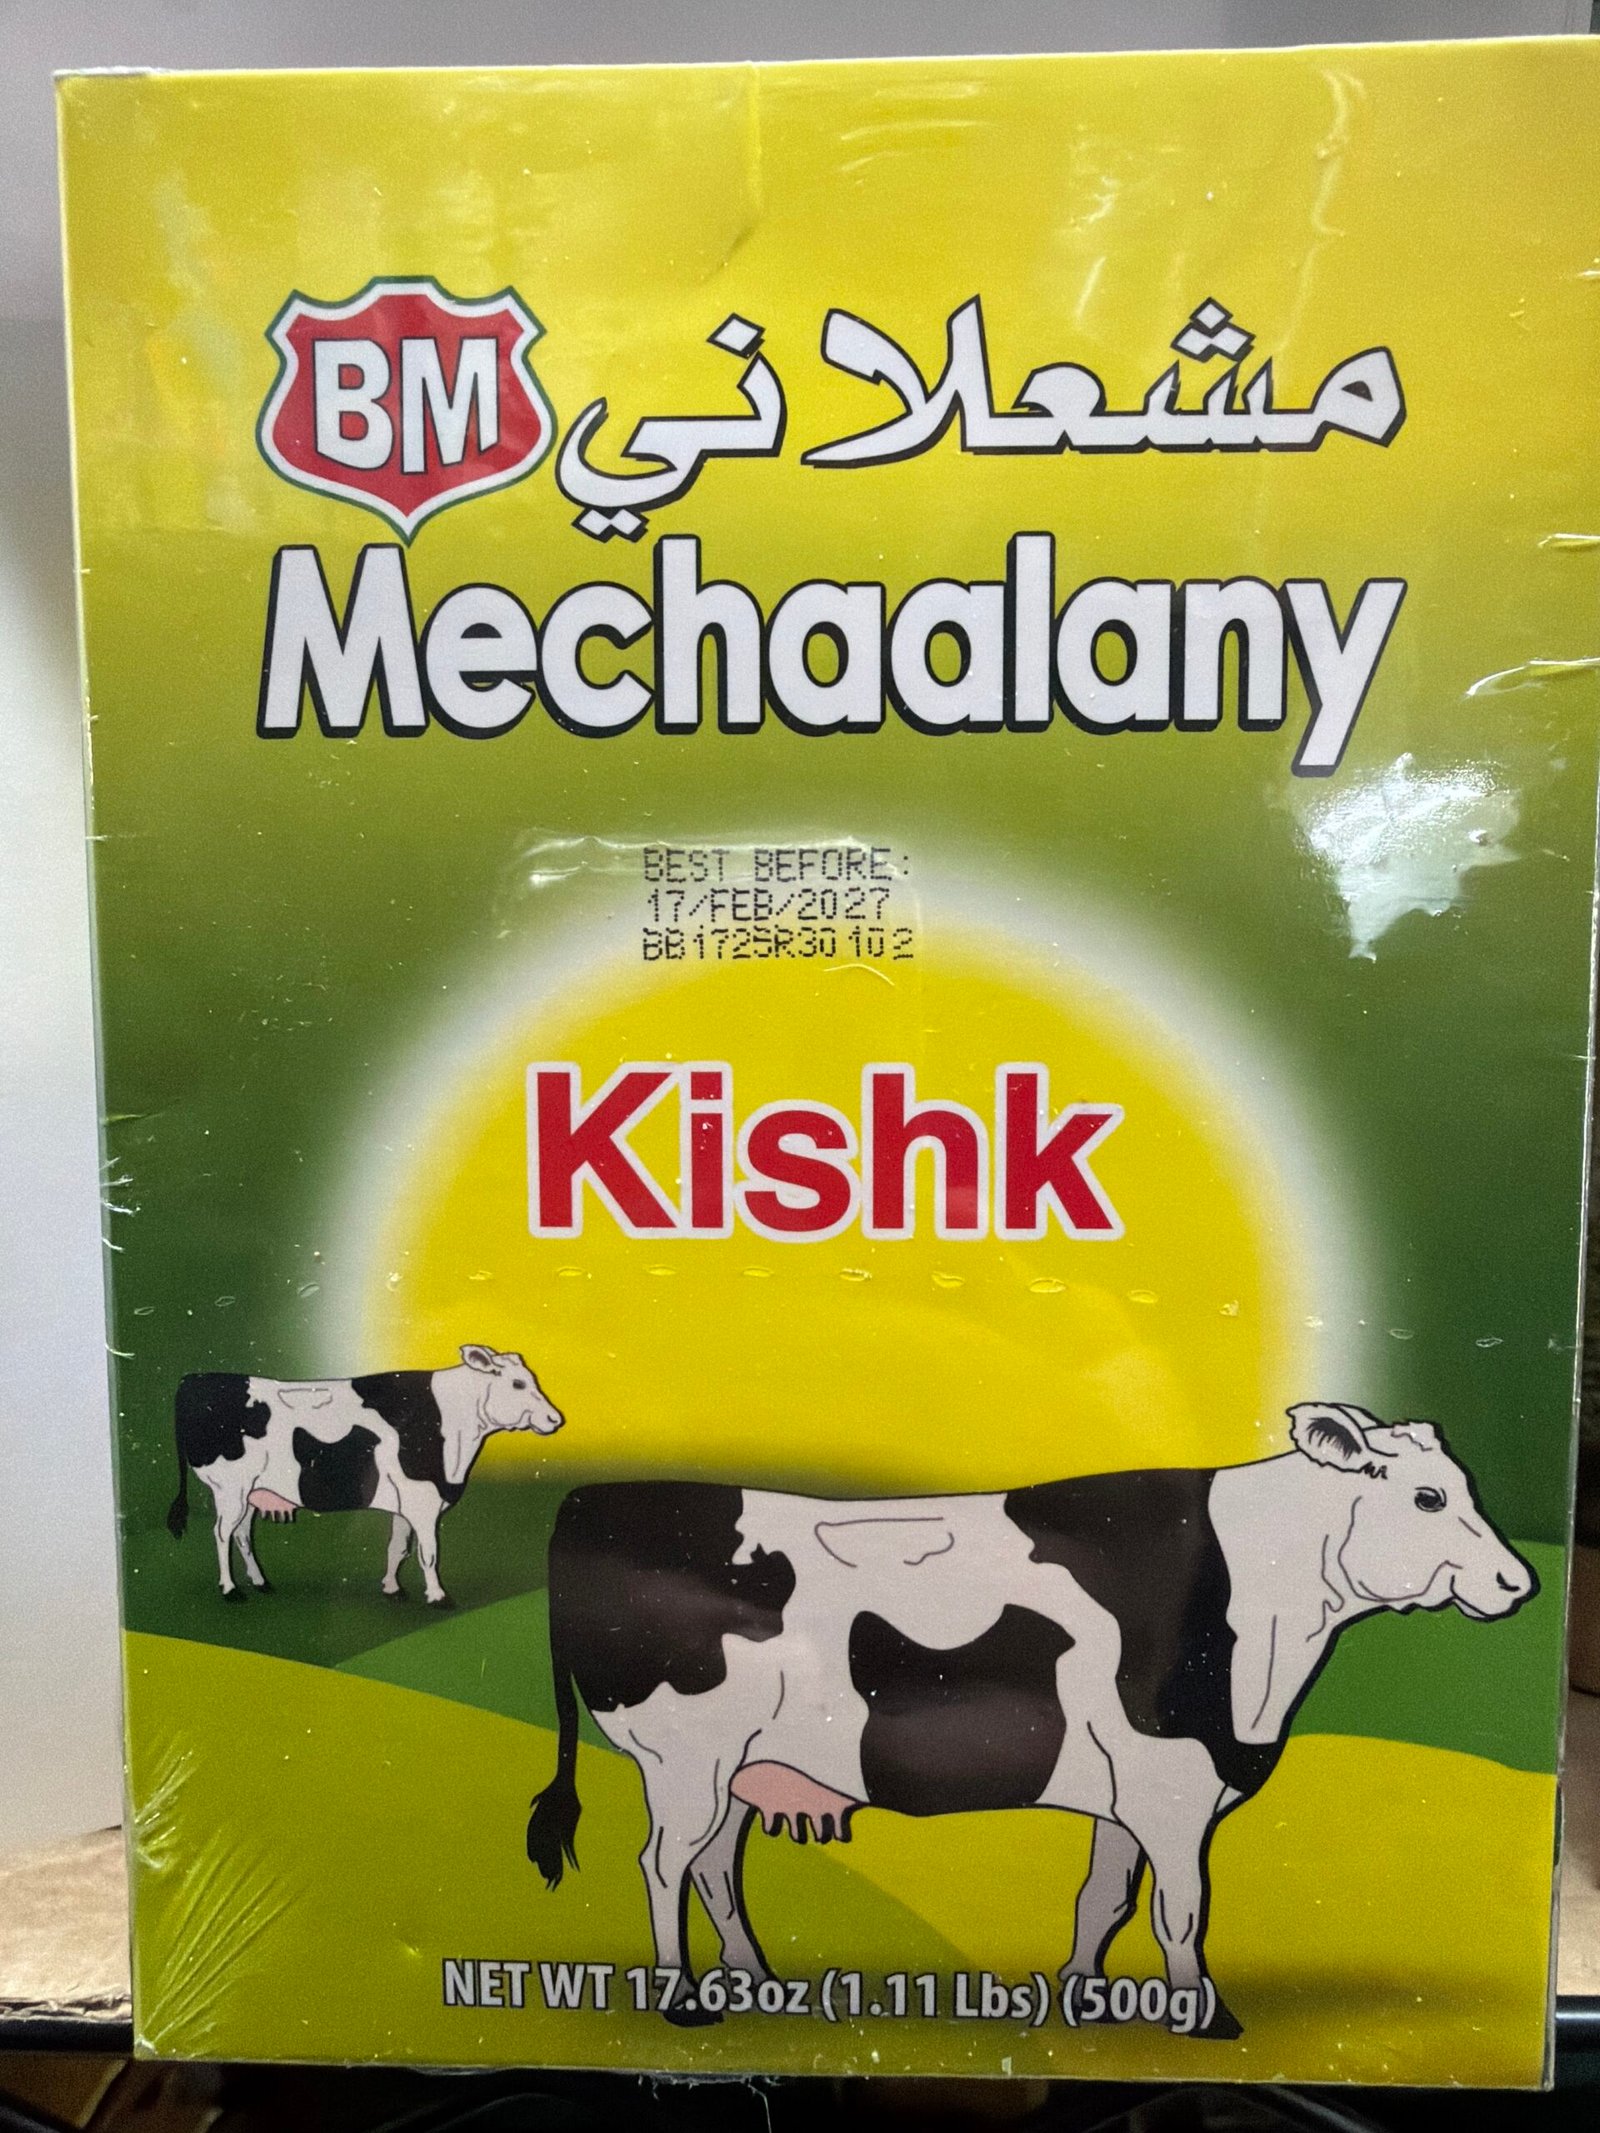 BM
مشعلاني
Mechaalany
BEST BEFORE:
17/FEB/2027
BB1725R30102
Kishk
NET WT 17.63oz (1.11 Lbs) (500g)